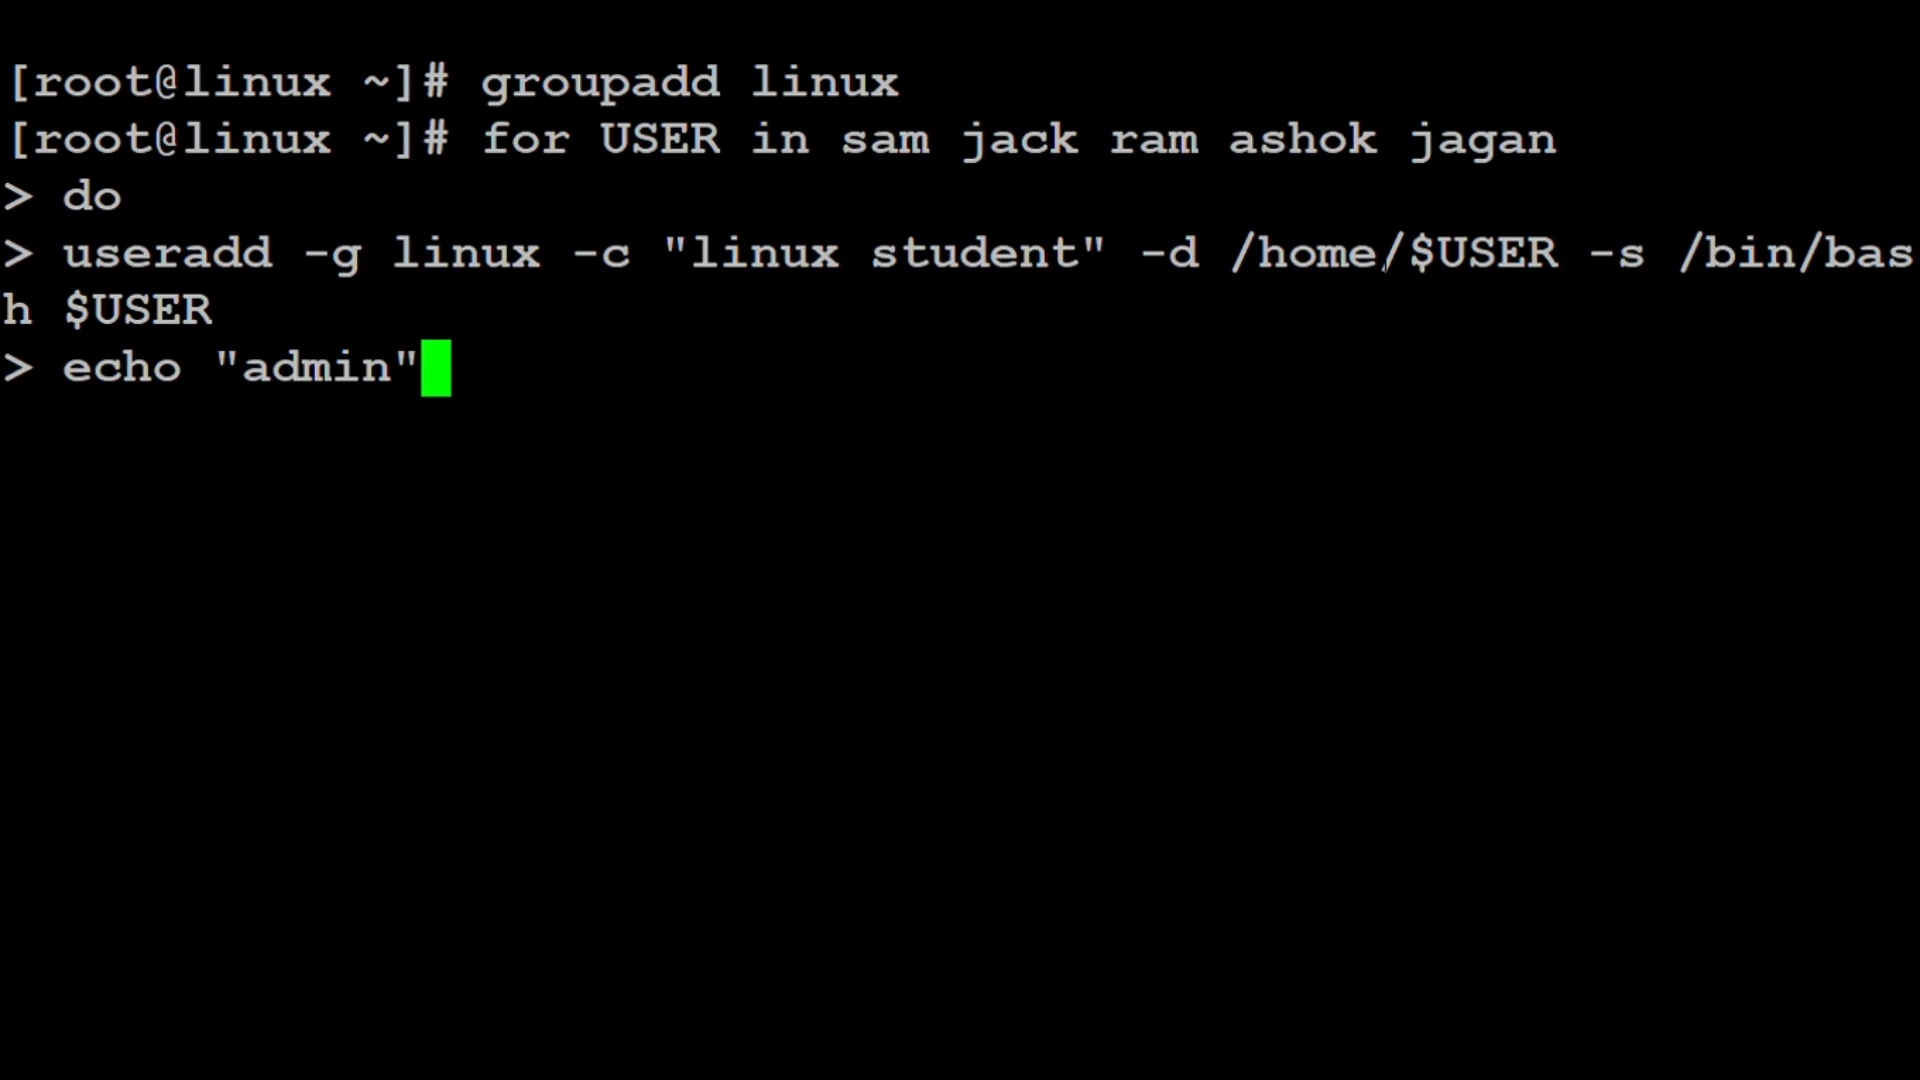 [root@linux ~]# groupadd linux
[root@linux ~]# for USER in sam jack ram ashok jagan
> do
> useradd -g linux -c "linux student" -d /home/$USER -s /bin/bas
h $USER
> echo "admin"